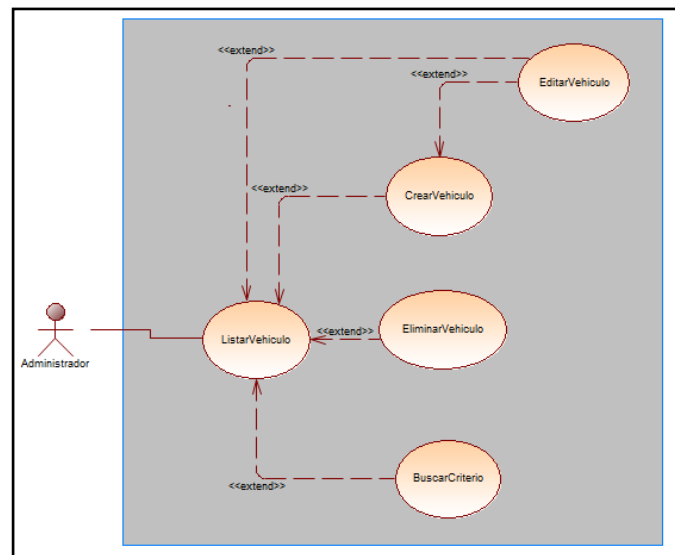 <<extend>>
<<extend>>
EditarVehiculo
<<extend>>
CrearVehiculo
Administrador
ListarVehiculo
<<extend>>
EliminarVehiculo
<<extend>>
BuscarCriterio